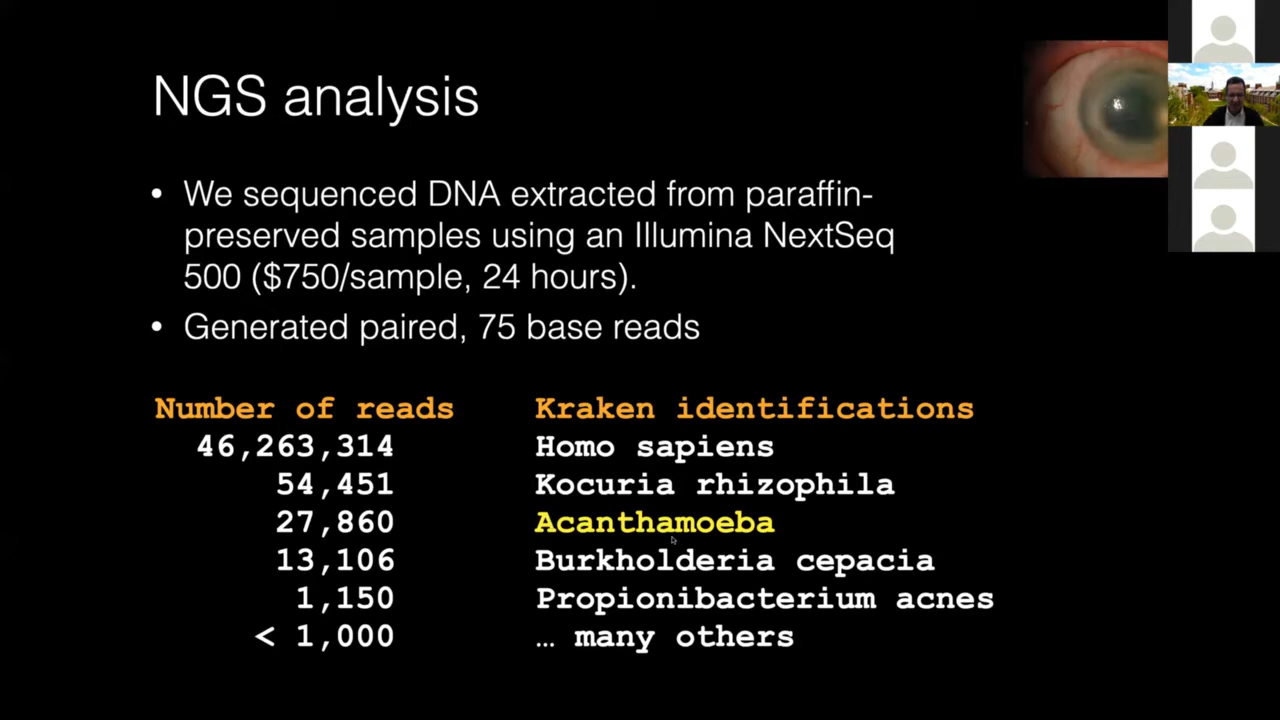 NGS analysis
• We sequenced DNA extracted from paraffin-
preserved samples using an Illumina NextSeq
500 ($750/sample, 24 hours).
• Generated paired, 75 base reads
Number of reads Kraken identifications
46,263,314 Homo sapiens
54,451 Kocuria rhizophila
27,860 Acanthamoeba
13,106 Burkholderia cepacia
1,150 Propionibacterium acnes
< 1,000 … many others